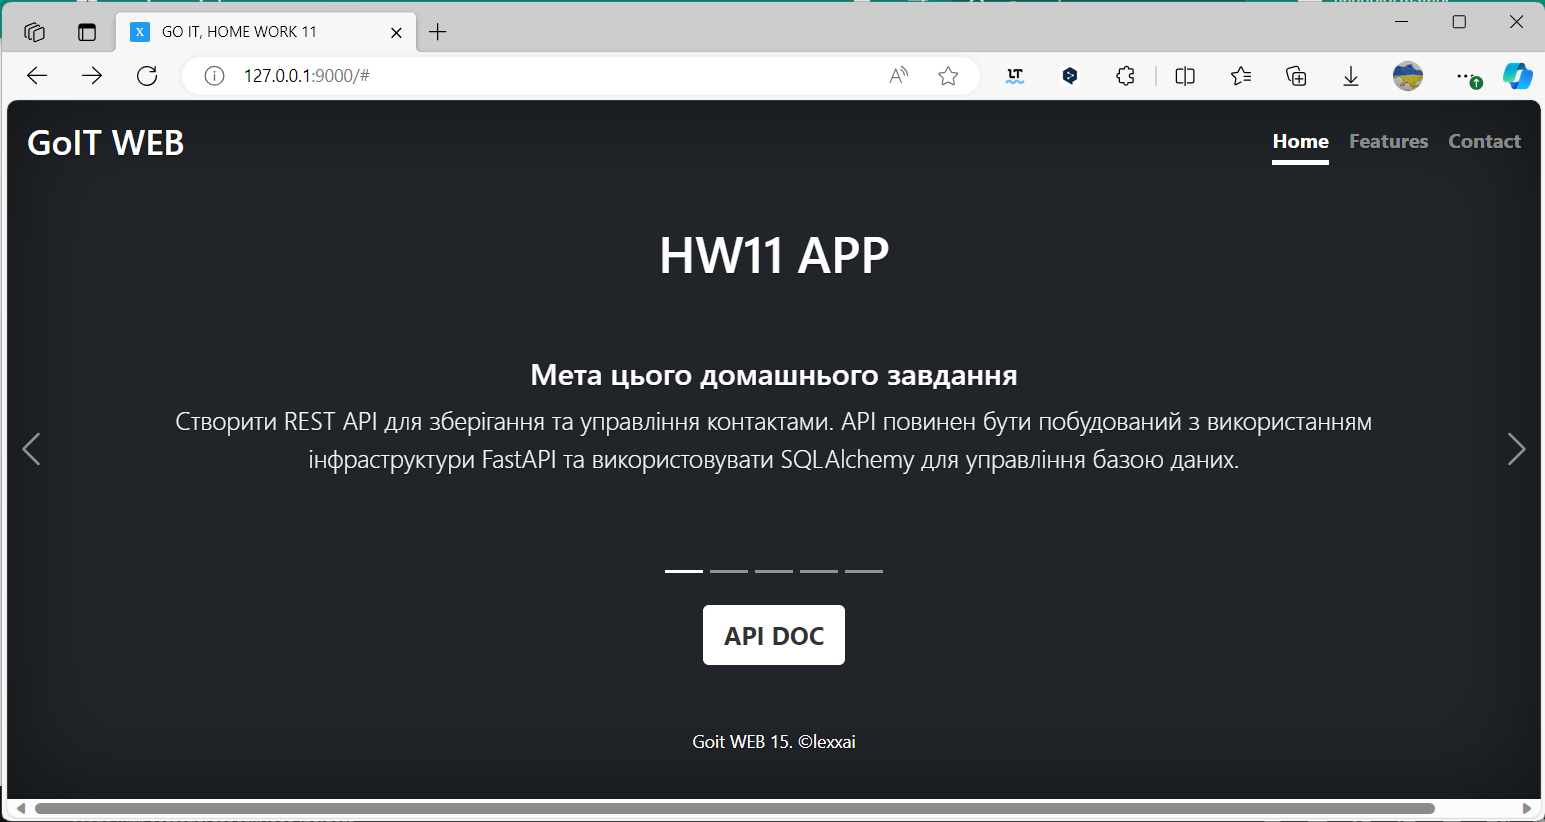 GO IT, HOME WORK 11
127.0.0.1:9000/#
GoIT WEB
Home Features Contact
HW11 APP
Мета цього домашнього завдання
Створити REST API для зберігання та управління контактами. API повинен бути побудований з використанням
інфраструктури FastAPI та використовувати SQLAlchemy для управління базою даних.
API DOC
Goit WEB 15. ©lexxai